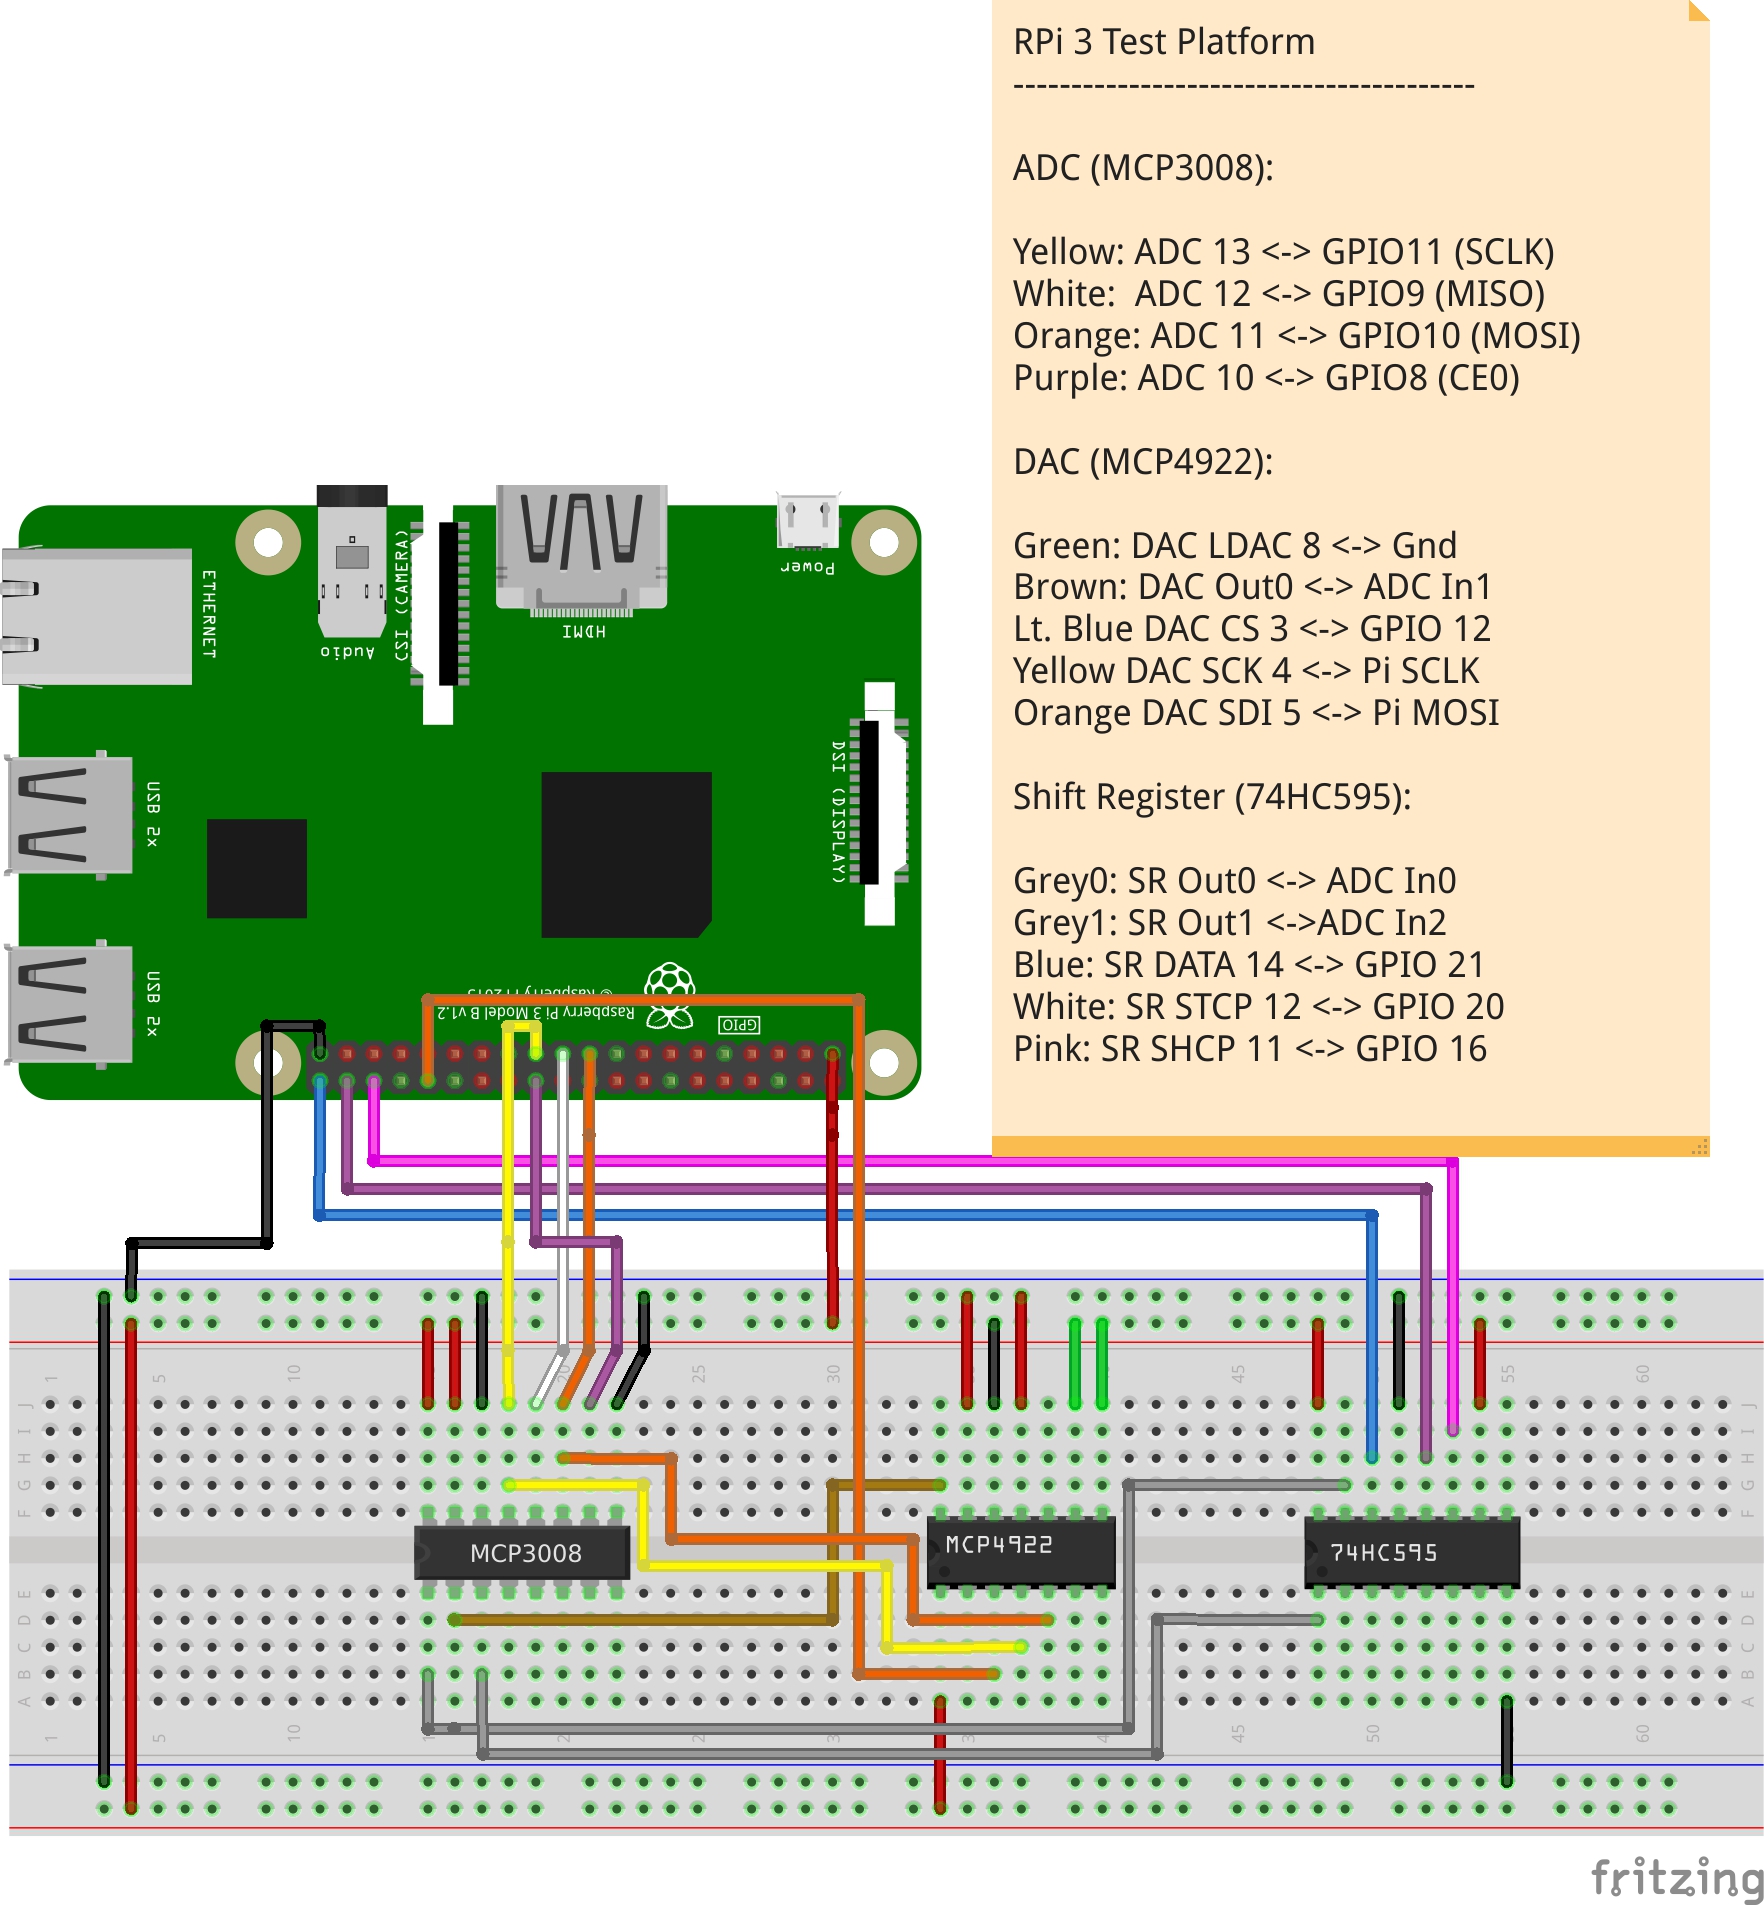 RPi 3 Test Platform
----------------------------------------
ADC (MCP3008):
Yellow: ADC 13 <-> GPIO11 (SCLK)
White:  ADC 12 <-> GPIO9 (MISO)
Orange: ADC 11 <-> GPIO10 (MOSI)
Purple: ADC 10 <-> GPIO8 (CE0)
DAC (MCP4922):
Green: DAC LDAC 8 <-> Gnd
Brown: DAC Out0 <-> ADC In1
Lt. Blue DAC CS 3 <-> GPIO 12
Yellow DAC SCK 4 <-> Pi SCLK
Orange DAC SDI 5 <-> Pi MOSI
Shift Register (74HC595):
Grey0: SR Out0 <-> ADC In0
Grey1: SR Out1 <->ADC In2
Blue: SR DATA 14 <-> GPIO 21
White: SR STCP 12 <-> GPIO 20
Pink: SR SHCP 11 <-> GPIO 16
ETHERNET
Audio
CSI (CAMERA)
HDMI
Power
DSI (DISPLAY)
USB 2x
USB 2x
© Raspberry Pi 2015
Raspberry Pi 3 Model B v1.2
GPIO
1 5 10 20 25 30 45 55 60
J J
I I
H H
G G
F F
MCP3008
MCP4922
74HC595
E E
D D
C C
B B
A A
1 5 10 45 50 60
fritzing